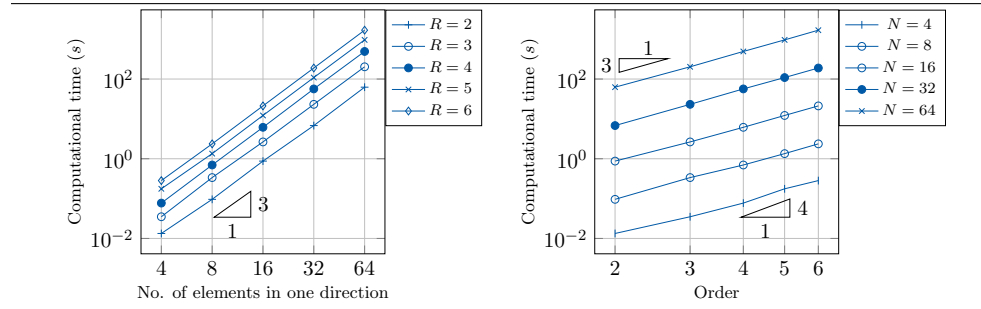 Computational time (s)
10^2
10^0
10^−2
4 8 16 32 64
No. of elements in one direction
3
1
R = 2
R = 3
R = 4
R = 5
R = 6
Computational time (s)
10^2
10^0
10^−2
2 3 4 5 6
Order
1
3
4
1
N = 4
N = 8
N = 16
N = 32
N = 64